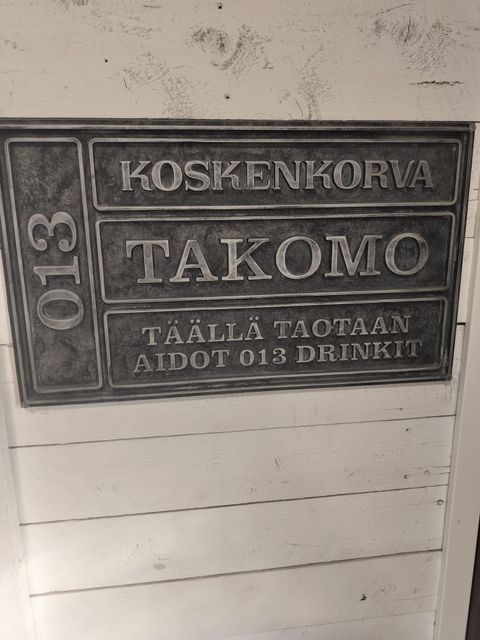 013
KOSKENKORVA
TAKOMO
TÄÄLLÄ TAOTAAN
AIDOT 013 DRINKIT